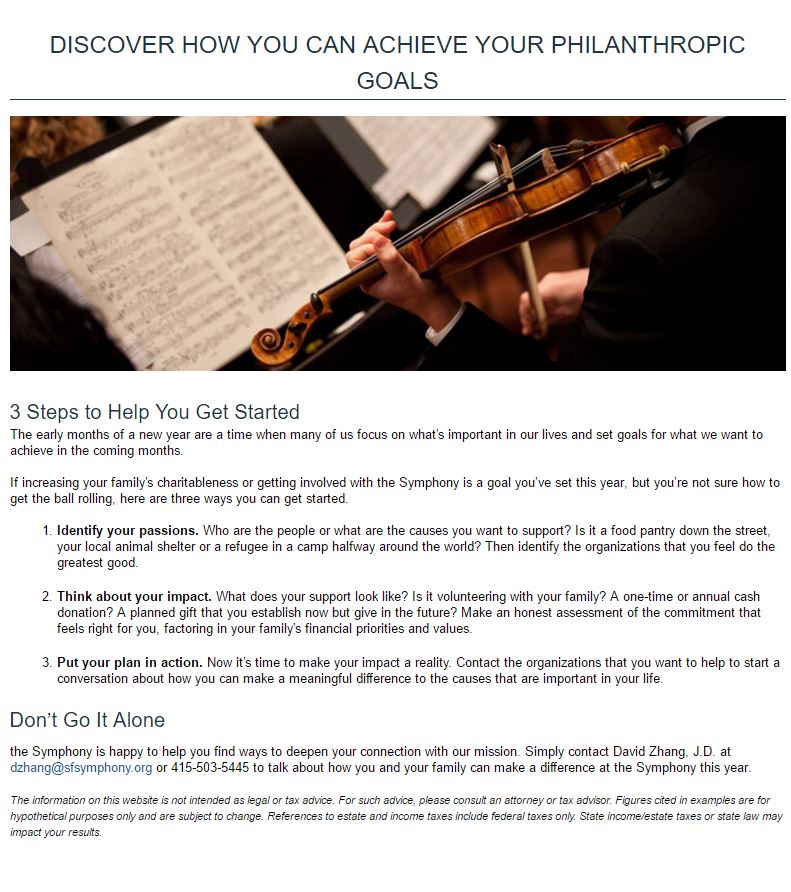 DISCOVER HOW YOU CAN ACHIEVE YOUR PHILANTHROPIC
GOALS
3 Steps to Help You Get Started
The early months of a new year are a time when many of us focus on what's important in our lives and set goals for what we want to
achieve in the coming months.
If increasing your family's charitableness or getting involved with the Symphony is a goal you've set this year, but you're not sure how to
get the ball rolling, here are three ways you can get started.
1. Identify your passions. Who are the people or what are the causes you want to support? Is it a food pantry down the street,
your local animal shelter or a refugee in a camp halfway around the world? Then identify the organizations that you feel do the
greatest good.
2. Think about your impact. What does your support look like? Is it volunteering with your family? A one-time or annual cash
donation? A planned gift that you establish now but give in the future? Make an honest assessment of the commitment that
feels right for you, factoring in your family's financial priorities and values.
3. Put your plan in action. Now it's time to make your impact a reality. Contact the organizations that you want to help to start a
conversation about how you can make a meaningful difference to the causes that are important in your life.
Don't Go It Alone
the Symphony is happy to help you find ways to deepen your connection with our mission. Simply contact David Zhang, J.D. at
dzhang@sfsymphony.org or 415-503-5445 to talk about how you and your family can make a difference at the Symphony this year.
The information on this website is not intended as legal or tax advice. For such advice, please consult an attorney or tax advisor. Figures cited in examples are for
hypothetical purposes only and are subject to change. References to estate and income taxes include federal taxes only. State income/estate taxes or state law may
impact your results.